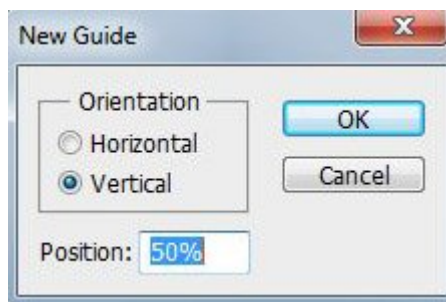 New Guide
X
Orientation
Horizontal
Vertical
OK
Cancel
Position: 50%